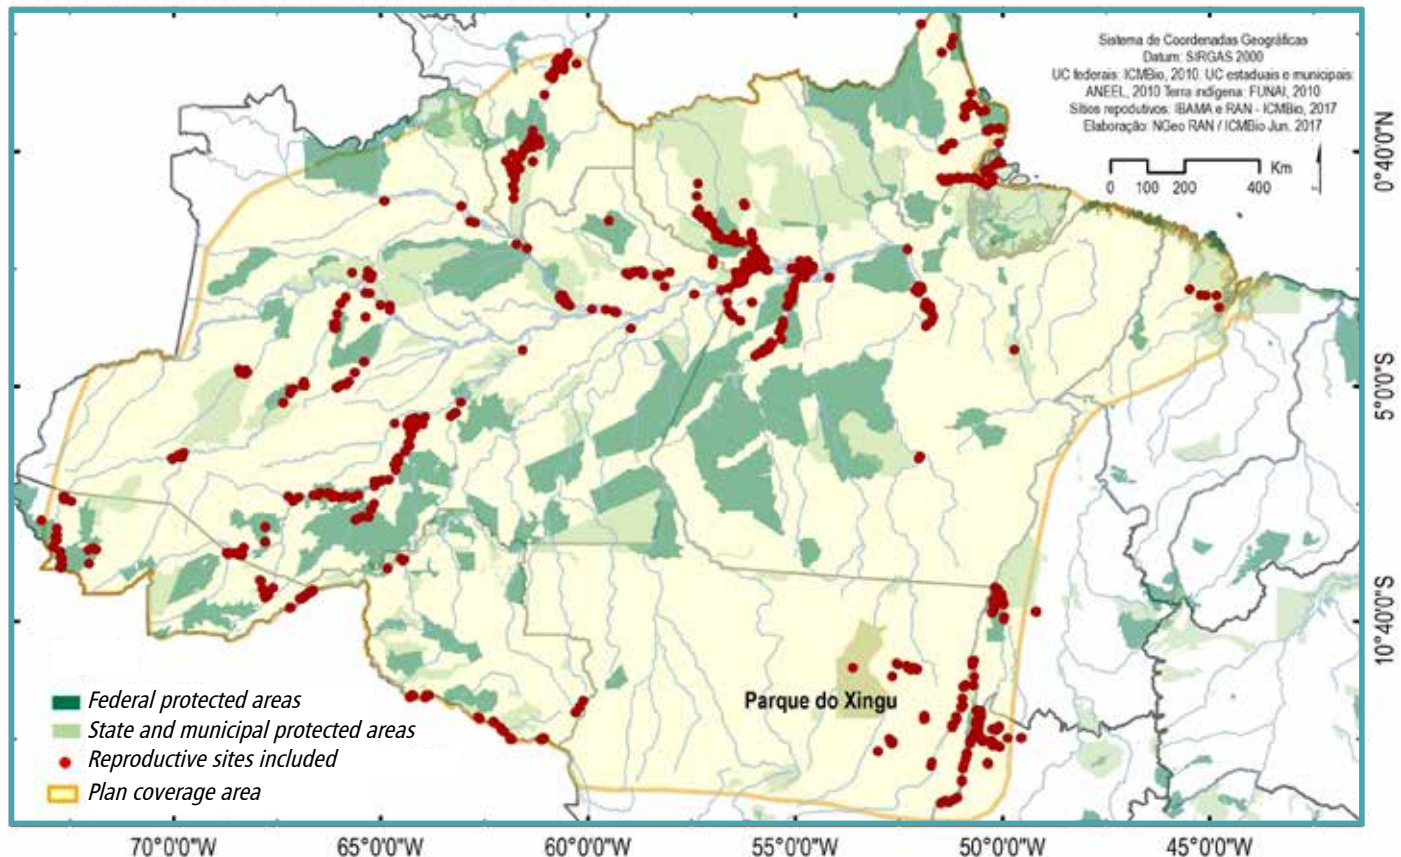 Sistema de Coordenadas Geográficas
Datum: SIRGAS 2000
UC federais: ICMBio, 2010. UC estaduais e municipais:
ANEEL, 2010 Terra indígena: FUNAI, 2010
Sítios repodutivos: IBAMA e RAN - ICMBio, 2017
Elaboração: NGeo RAN / ICMBio Jun. 2017
Km
0 100 200 400
0°40'0"N
5°0'0"S
10°40'0"S
Parque do Xingu
Federal protected areas
State and municipal protected areas
Reproductive sites included
Plan coverage area
70°0'0"W 65°0'0"W 60°0'0"W 55°0'0"W 50°0'0"W 45°0'0"W